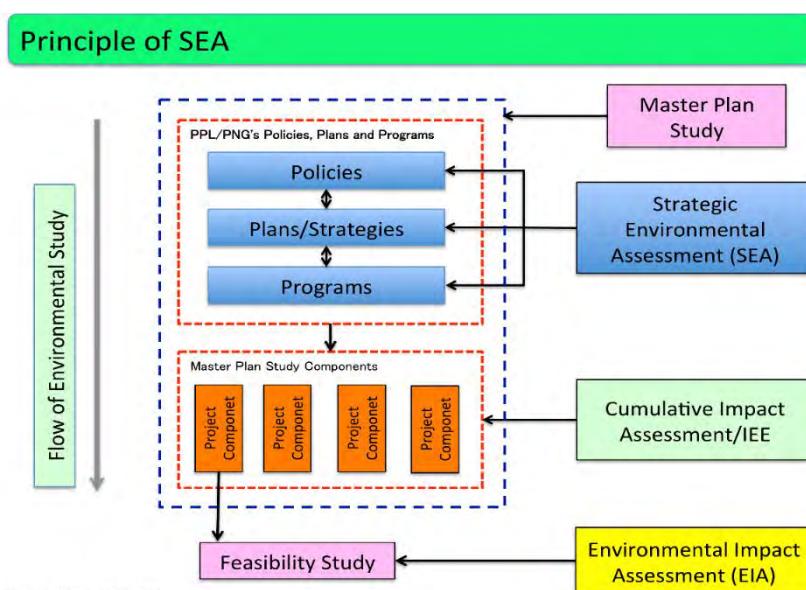 Principle of SEA
Master Plan
Study
PPL/PNG's Policies, Plans and Programs
Policies
Plans/Strategies
Programs
Strategic
Environmental
Assessment (SEA)
Flow of Environmental Study
Master Plan Study Components
Project
Componet
Project
Componet
Project
Componet
Project
Componet
Cumulative Impact
Assessment/IEE
Feasibility Study
Environmental Impact
Assessment (EIA)